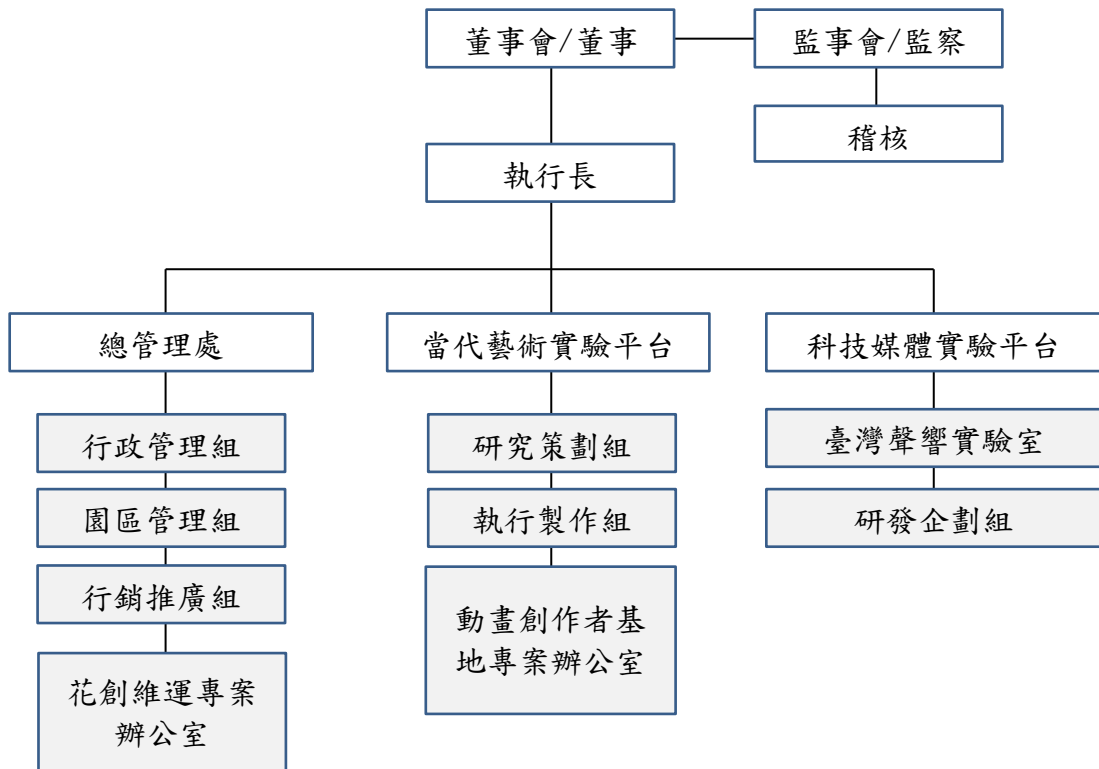 董事會/董事
監事會/監察
稽核
執行長
總管理處
當代藝術實驗平台
科技媒體實驗平台
行政管理組
研究策劃組
臺灣聲響實驗室
園區管理組
執行製作組
研發企劃組
行銷推廣組
動畫創作者基
地專案辦公室
花創維運專案
辦公室